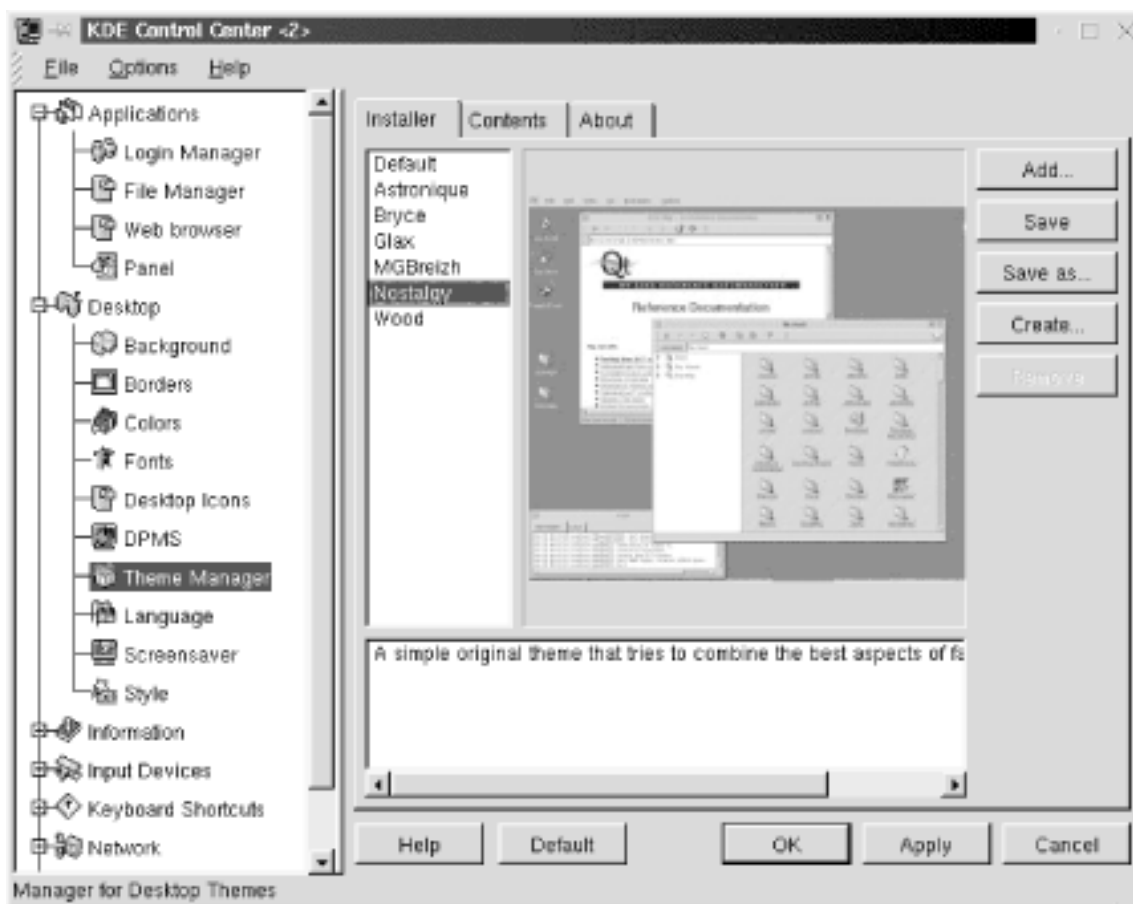 KDE Control Center <2>
File Options Help
Applications
Login Manager
File Manager
Web browser
Panel
Desktop
Background
Borders
Colors
Fonts
Desktop Icons
DPMS
Theme Manager
Language
Screensaver
Style
Information
Input Devices
Keyboard Shortcuts
Network
Installer Contents About
Default
Astronique
Bryce
Glax
MGBreizh
Nostalgy
Wood
Qt
Reference Documentation
Add...
Save
Save as...
Create...
Remove
A simple original theme that tries to combine the best aspects of fa
Help Default OK Apply Cancel
Manager for Desktop Themes